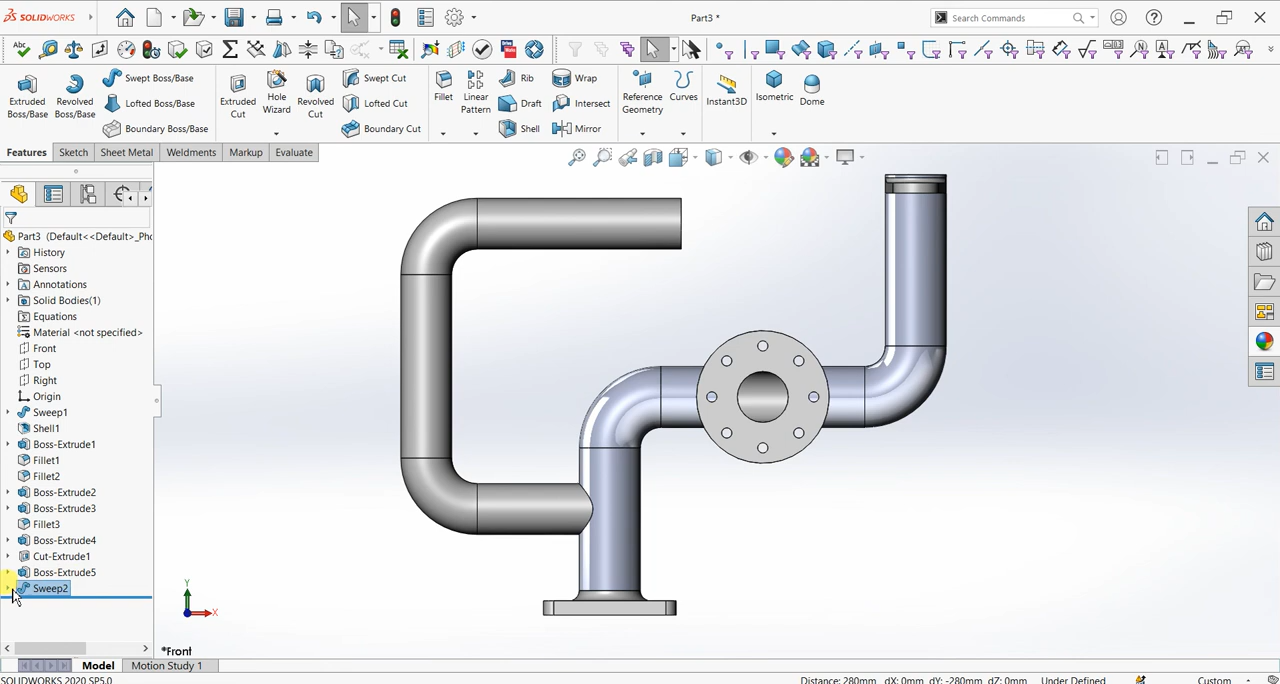 SOLIDWORKS
Part3 *
Search Commands
Extruded Boss/Base
Revolved Boss/Base
Swept Boss/Base
Lofted Boss/Base
Boundary Boss/Base
Extruded Cut
Hole Wizard
Revolved Cut
Swept Cut
Lofted Cut
Boundary Cut
Fillet
Linear Pattern
Rib
Draft
Shell
Wrap
Intersect
Mirror
Reference Geometry
Curves
Instant3D
Isometric
Dome
Features
Sketch
Sheet Metal
Weldments
Markup
Evaluate
Part3 (Default<<Default>_Pho
History
Sensors
Annotations
Solid Bodies(1)
Equations
Material <not specified>
Front
Top
Right
Origin
Sweep1
Shell1
Boss-Extrude1
Fillet1
Fillet2
Boss-Extrude2
Boss-Extrude3
Fillet3
Boss-Extrude4
Cut-Extrude1
Boss-Extrude5
Sweep2
Y
X
*Front
Model
Motion Study 1
SOLIDWORKS 2020 SP5.0
Distance: 280mm dX: 0mm dY: -280mm dZ: 0mm
Under Defined
Custom